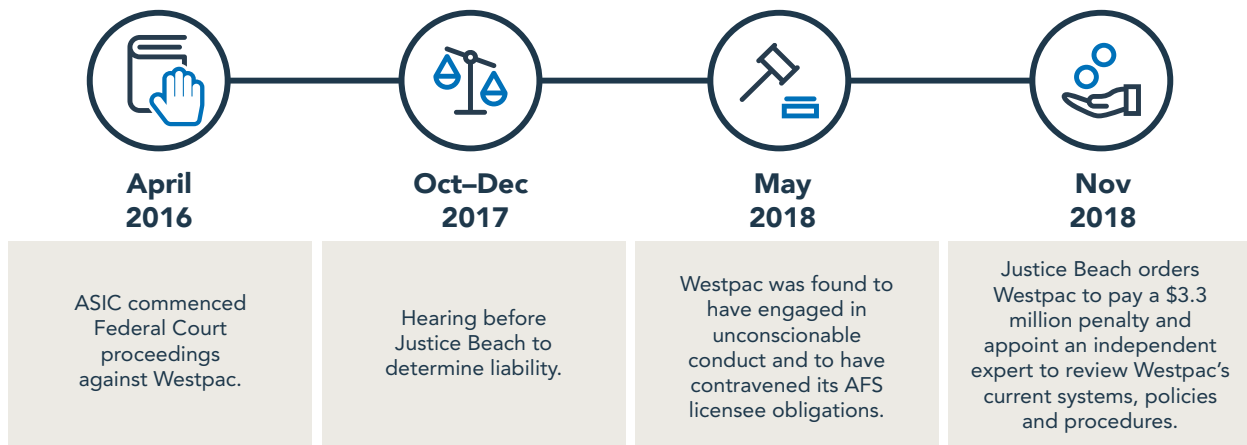 April
2016
ASIC commenced
Federal Court
proceedings
against Westpac.
Oct–Dec
2017
Hearing before
Justice Beach to
determine liability.
May
2018
Westpac was found to
have engaged in
unconscionable
conduct and to have
contravened its AFS
licensee obligations.
Nov
2018
Justice Beach orders
Westpac to pay a $3.3
million penalty and
appoint an independent
expert to review Westpac’s
current systems, policies
and procedures.